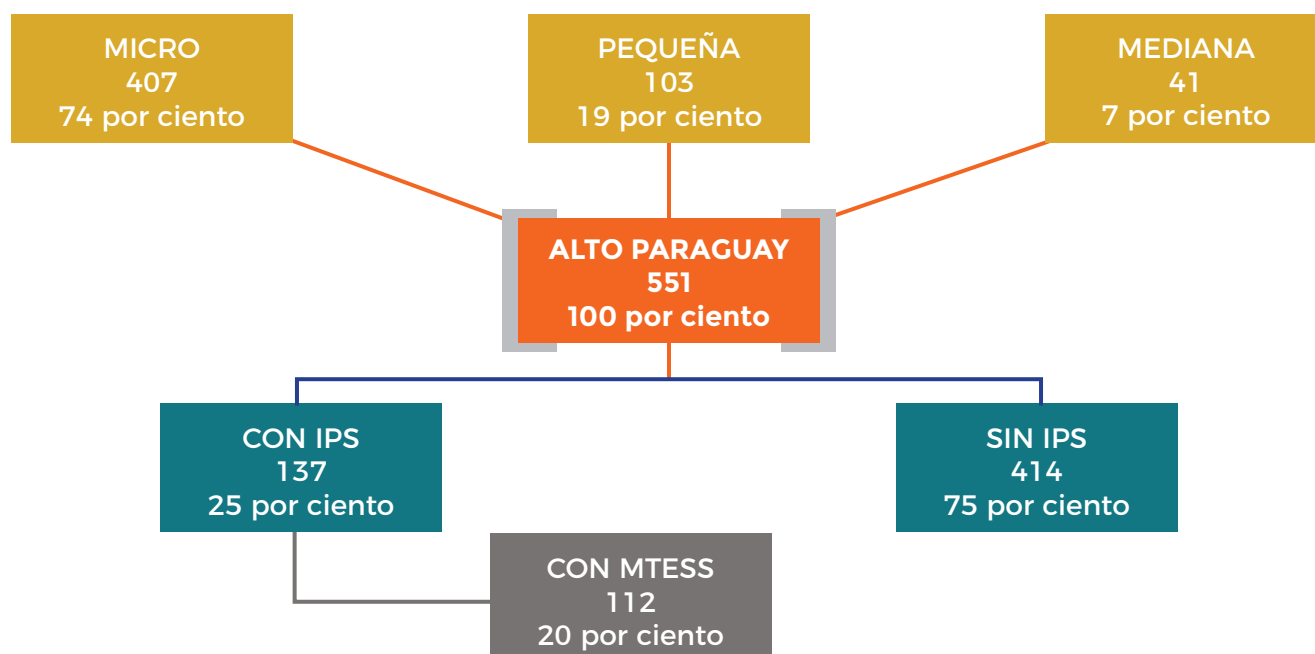 MICRO
407
74 por ciento
PEQUEÑA
103
19 por ciento
MEDIANA
41
7 por ciento
ALTO PARAGUAY
551
100 por ciento
CON IPS
137
25 por ciento
SIN IPS
414
75 por ciento
CON MTESS
112
20 por ciento